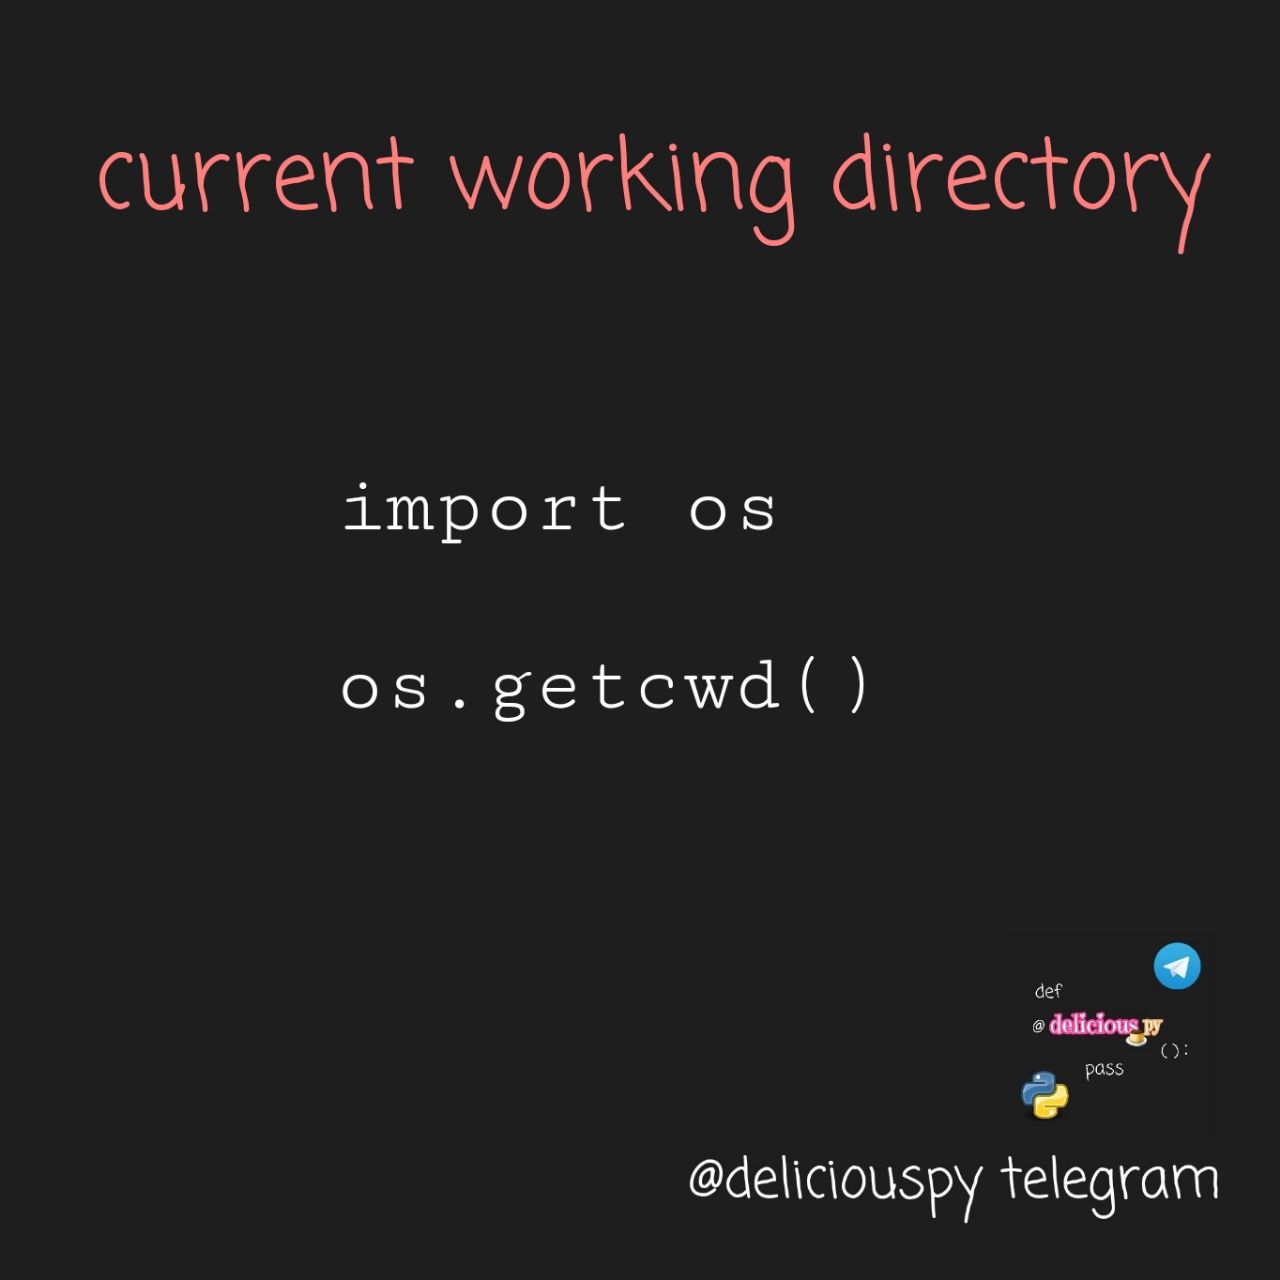 current working directory
import os
os.getcwd()
def
@ delicious py
():
pass
@deliciouspy telegram